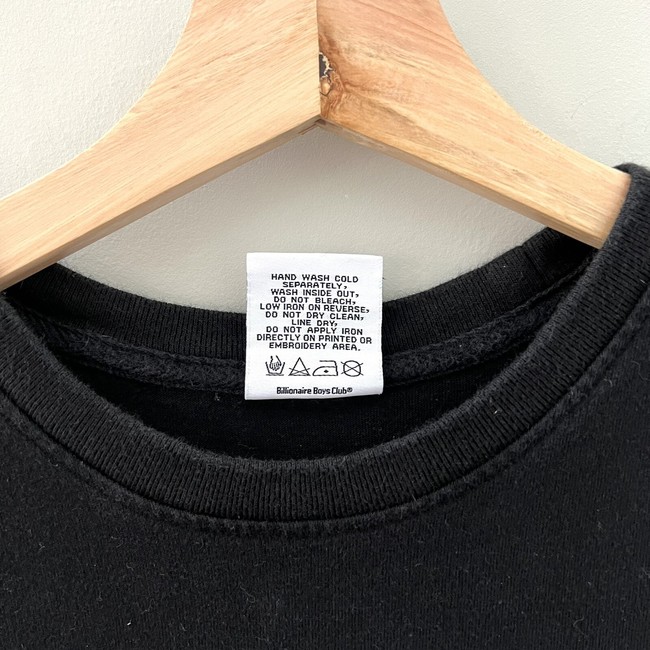 HAND WASH COLD
SEPARATELY,
WASH INSIDE OUT,
DO NOT BLEACH,
LOW IRON ON REVERSE,
DO NOT DRY CLEAN,
LINE DRY,
DO NOT APPLY IRON
DIRECTLY ON PRINTED OR
EMBROIDERY AREA.
Billionaire Boys Club®